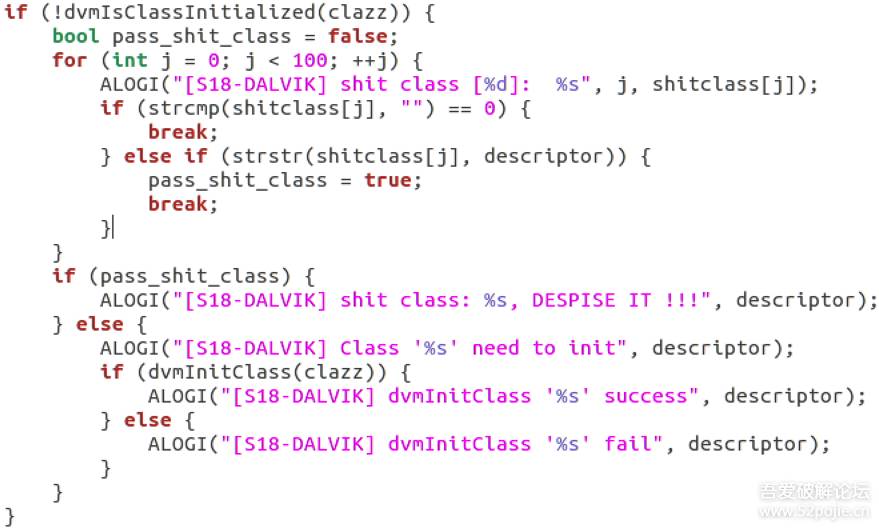 if (!dvmIsClassInitialized(clazz)) {
    bool pass_shit_class = false;
    for (int j = 0; j < 100; ++j) {
        ALOGI("[S18-DALVIK] shit class [%d]:  %s", j, shitclass[j]);
        if (strcmp(shitclass[j], "") == 0) {
            break;
        } else if (strstr(shitclass[j], descriptor)) {
            pass_shit_class = true;
            break;
        }
    }
    if (pass_shit_class) {
        ALOGI("[S18-DALVIK] shit class: %s, DESPISE IT !!!", descriptor);
    } else {
        ALOGI("[S18-DALVIK] Class '%s' need to init", descriptor);
        if (dvmInitClass(clazz)) {
            ALOGI("[S18-DALVIK] dvmInitClass '%s' success", descriptor);
        } else {
            ALOGI("[S18-DALVIK] dvmInitClass '%s' fail", descriptor);
        }
    }
}
吾爱破解论坛
www.52pojie.cn